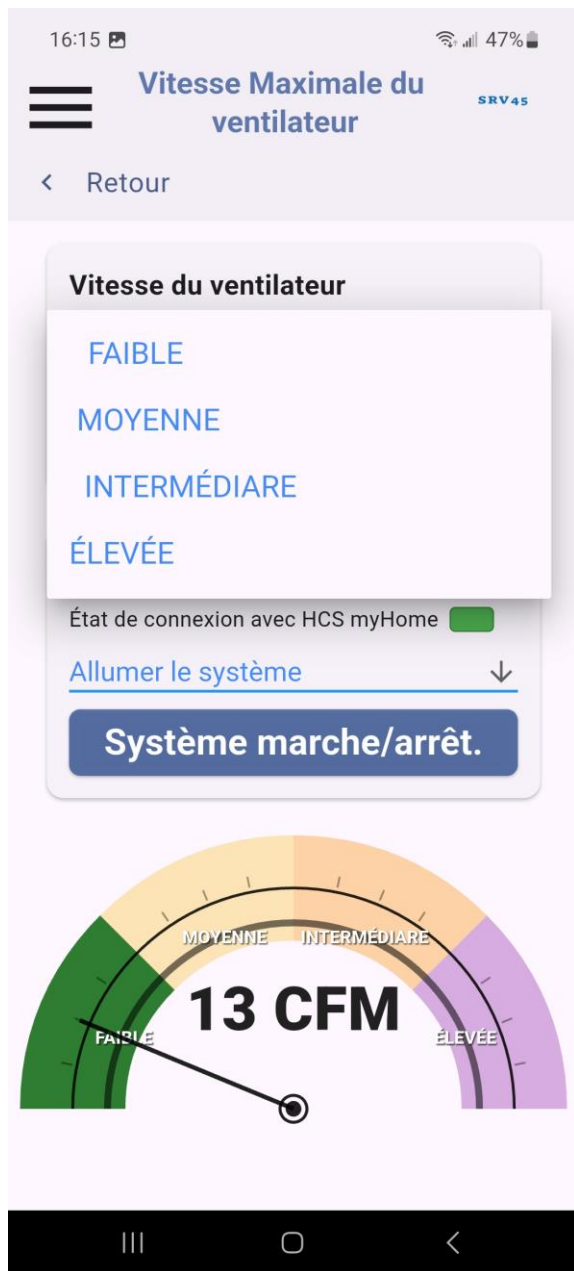 16:15 47%
Vitesse Maximale du
ventilateur
SRV45
Retour
Vitesse du ventilateur
FAIBLE
MOYENNE
INTERMÉDIARE
ÉLEVÉE
État de connexion avec HCS myHome
Allumer le système
Système marche/arrêt.
MOYENNE INTERMÉDIARE
13 CFM
FAIBLE ÉLEVÉE